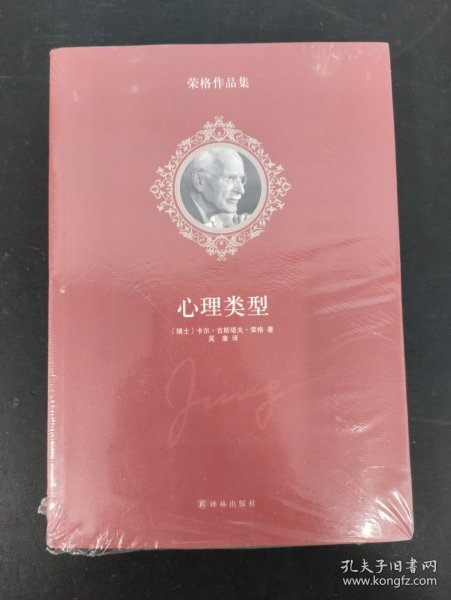 荣格作品集
心理类型
〔瑞士〕卡尔·古斯塔夫·荣格 著
吴康 译
Jung
译林出版社
孔夫子旧书网
www.kongfz.com